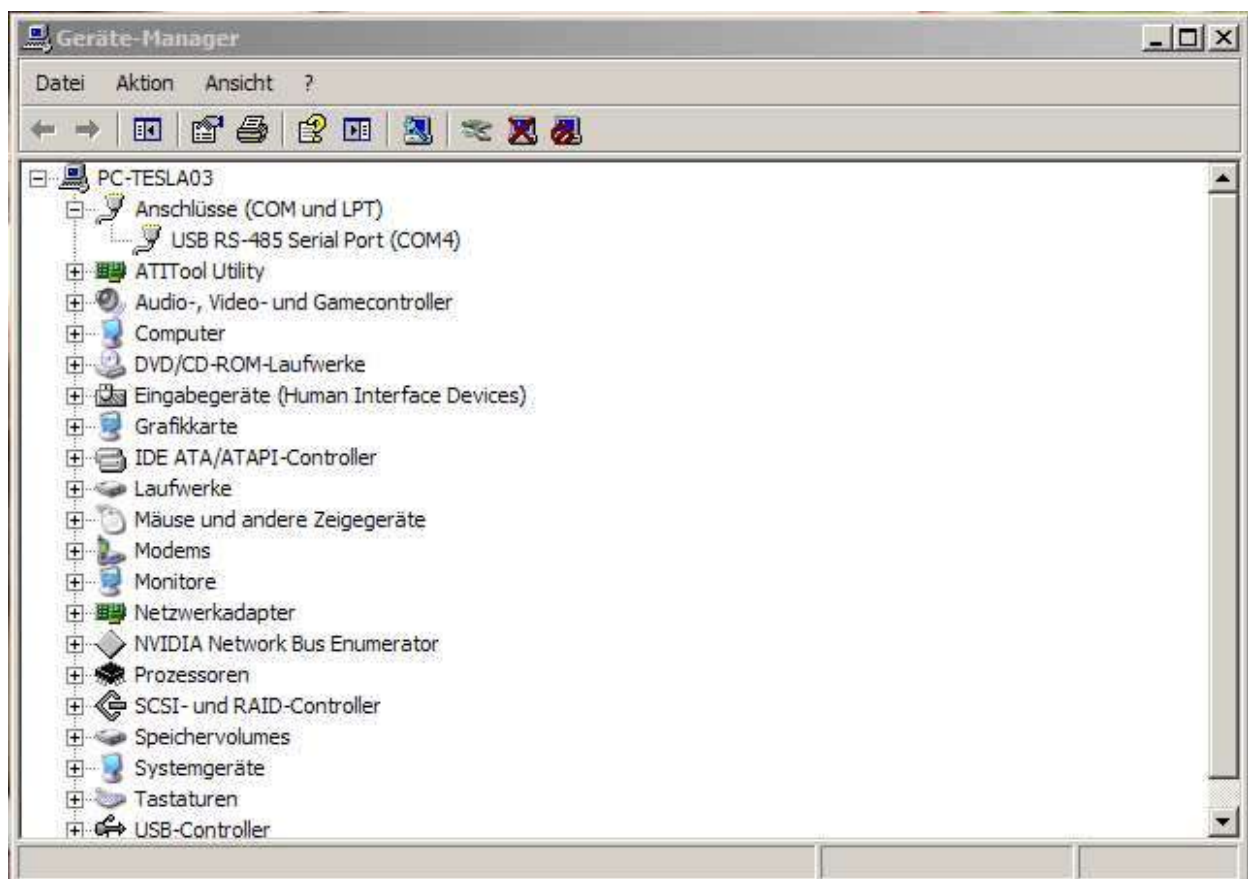 Geräte-Manager
Datei Aktion Ansicht ?
PC-TESLA03
Anschlüsse (COM und LPT)
USB RS-485 Serial Port (COM4)
ATITool Utility
Audio-, Video- und Gamecontroller
Computer
DVD/CD-ROM-Laufwerke
Eingabegeräte (Human Interface Devices)
Grafikkarte
IDE ATA/ATAPI-Controller
Laufwerke
Mäuse und andere Zeigegeräte
Modems
Monitore
Netzwerkadapter
NVIDIA Network Bus Enumerator
Prozessoren
SCSI- und RAID-Controller
Speichervolumes
Systemgeräte
Tastaturen
USB-Controller